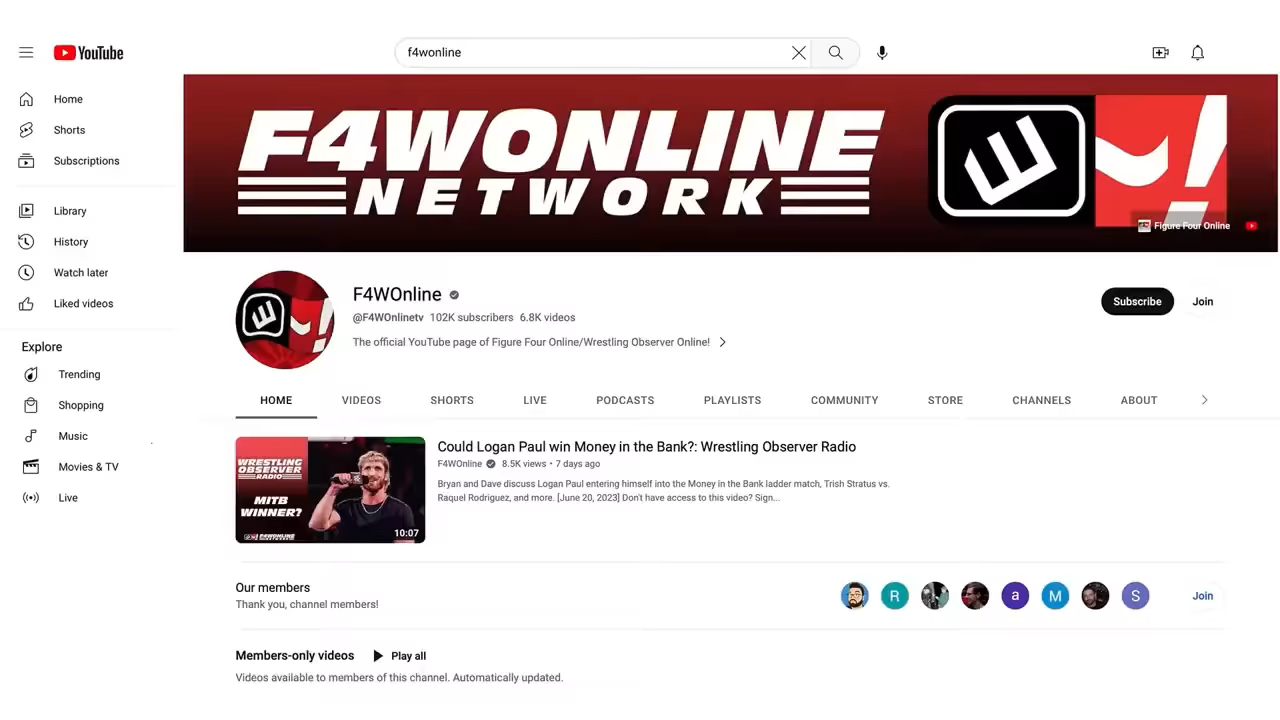 YouTube
f4wonline
Home
Shorts
Subscriptions
Library
History
Watch later
Liked videos
Explore
Trending
Shopping
Music
Movies & TV
Live
F4WONLINE
NETWORK
Figure Four Online
F4WOnline
@F4WOnlinetv 102K subscribers 6.8K videos
The official YouTube page of Figure Four Online/Wrestling Observer Online!
Subscribe
Join
HOME VIDEOS SHORTS LIVE PODCASTS PLAYLISTS COMMUNITY STORE CHANNELS ABOUT
WRESTLING
OBSERVER
RADIO
MITB
WINNER?
F4WONLINE
NETWORK
10:07
Could Logan Paul win Money in the Bank?: Wrestling Observer Radio
F4WOnline 8.5K views • 7 days ago
Bryan and Dave discuss Logan Paul entering himself into the Money in the Bank ladder match, Trish Stratus vs.
Raquel Rodriguez, and more. [June 20, 2023] Don't have access to this video? Sign...
Our members
Thank you, channel members!
R
a
M
S
Join
Members-only videos Play all
Videos available to members of this channel. Automatically updated.